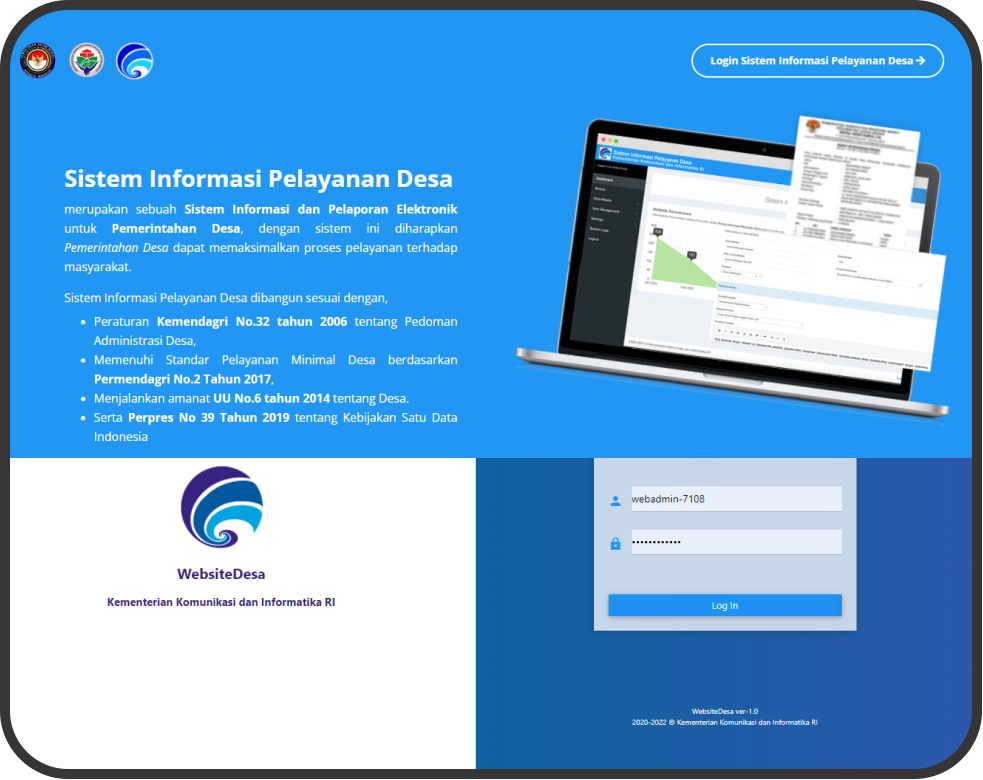 Login Sistem Informasi Pelayanan Desa →
Sistem Informasi Pelayanan Desa
merupakan sebuah Sistem Informasi dan Pelaporan Elektronik
untuk Pemerintahan Desa, dengan sistem ini diharapkan
Pemerintahan Desa dapat memaksimalkan proses pelayanan terhadap
masyarakat.
Sistem Informasi Pelayanan Desa dibangun sesuai dengan,
• Peraturan Kemendagri No.32 tahun 2006 tentang Pedoman
Administrasi Desa,
• Memenuhi Standar Pelayanan Minimal Desa berdasarkan
Permendagri No.2 Tahun 2017,
• Menjalankan amanat UU No.6 tahun 2014 tentang Desa.
• Serta Perpres No 39 Tahun 2019 tentang Kebijakan Satu Data
Indonesia
Sistem Informasi Pelayanan Desa
Kementerian Komunikasi dan Informatika RI
WebsiteDesa
Kementerian Komunikasi dan Informatika RI
webadmin-7108
••••••••••••
Log In
WebsiteDesa ver-1.0
2020-2022 © Kementerian Komunikasi dan Informatika RI